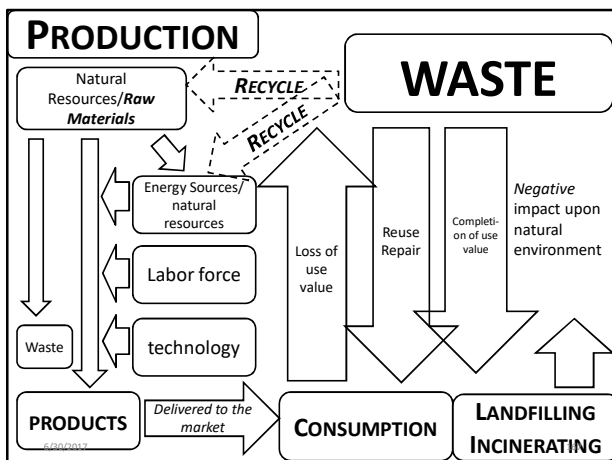 PRODUCTION
WASTE
Natural
Resources/Raw
Materials
RECYCLE
RECYCLE
Energy Sources/
natural
resources
Labor force
technology
Waste
Loss of
use
value
Reuse
Repair
Completi-
on of use
value
Negative
impact upon
natural
environment
PRODUCTS
Delivered to the
market
CONSUMPTION
LANDFILLING
INCINERATING
6/30/2017